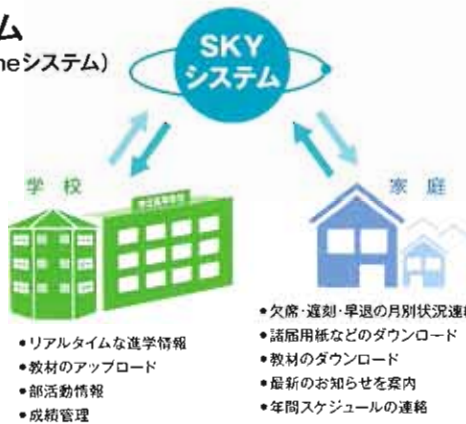 ム
neシステム)
SKY
システム
学校
家庭
•リアルタイムな進学情報
•教材のアップロード
•部活動情報
•成績管理
•欠席・遅刻・早退の月別状況連絡
•諸届用紙などのダウンロード
•教材のダウンロード
•最新のお知らせを案内
•年間スケジュールの連絡